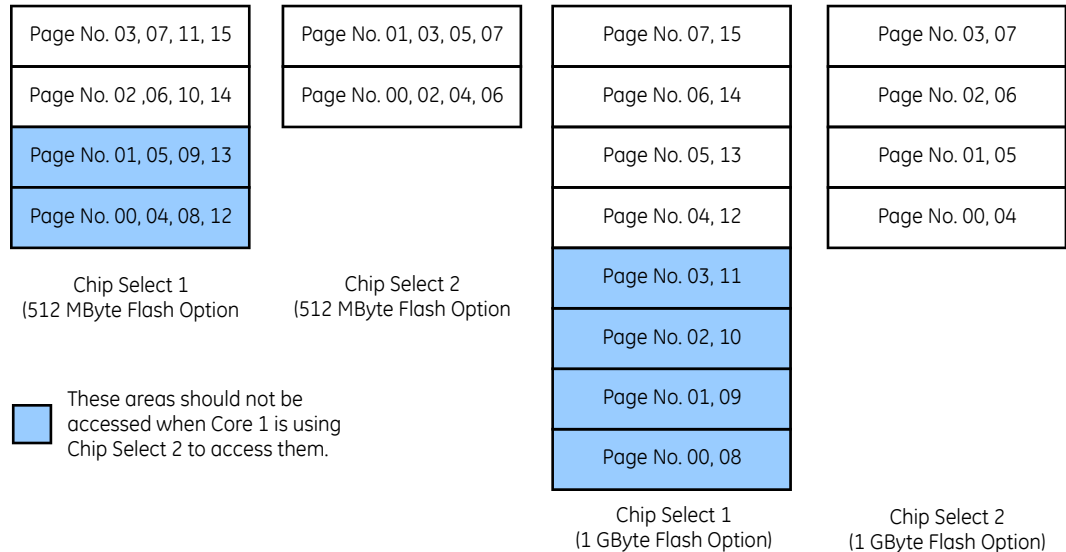 Page No. 03, 07, 11, 15
Page No. 02 ,06, 10, 14
Page No. 01, 05, 09, 13
Page No. 00, 04, 08, 12
Chip Select 1
(512 MByte Flash Option
Page No. 01, 03, 05, 07
Page No. 00, 02, 04, 06
Chip Select 2
(512 MByte Flash Option
These areas should not be
accessed when Core 1 is using
Chip Select 2 to access them.
Page No. 07, 15
Page No. 06, 14
Page No. 05, 13
Page No. 04, 12
Page No. 03, 11
Page No. 02, 10
Page No. 01, 09
Page No. 00, 08
Chip Select 1
(1 GByte Flash Option)
Page No. 03, 07
Page No. 02, 06
Page No. 01, 05
Page No. 00, 04
Chip Select 2
(1 GByte Flash Option)